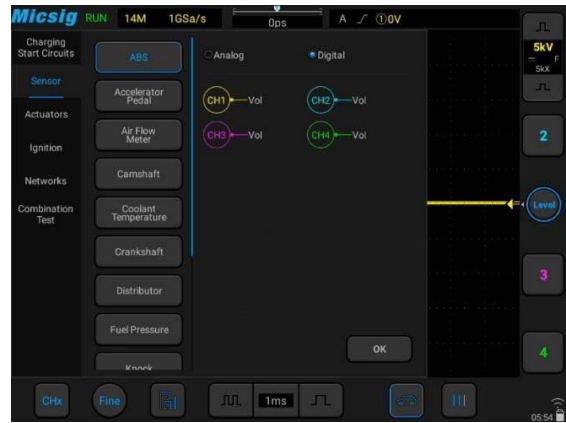 Micsig RUN 14M 1GSa/s 0ps A ①0V
Charging
Start Circuits
Sensor
Actuators
Ignition
Networks
Combination
Test
ABS
Accelerator
Pedal
Air Flow
Meter
Camshaft
Coolant
Temperature
Crankshaft
Distributor
Fuel Pressure
Knock
Analog Digital
CH1 Vol CH2 Vol
CH3 Vol CH4 Vol
OK
5kV
F
5kX
2
Level
3
4
CHx Fine 1ms
05:54